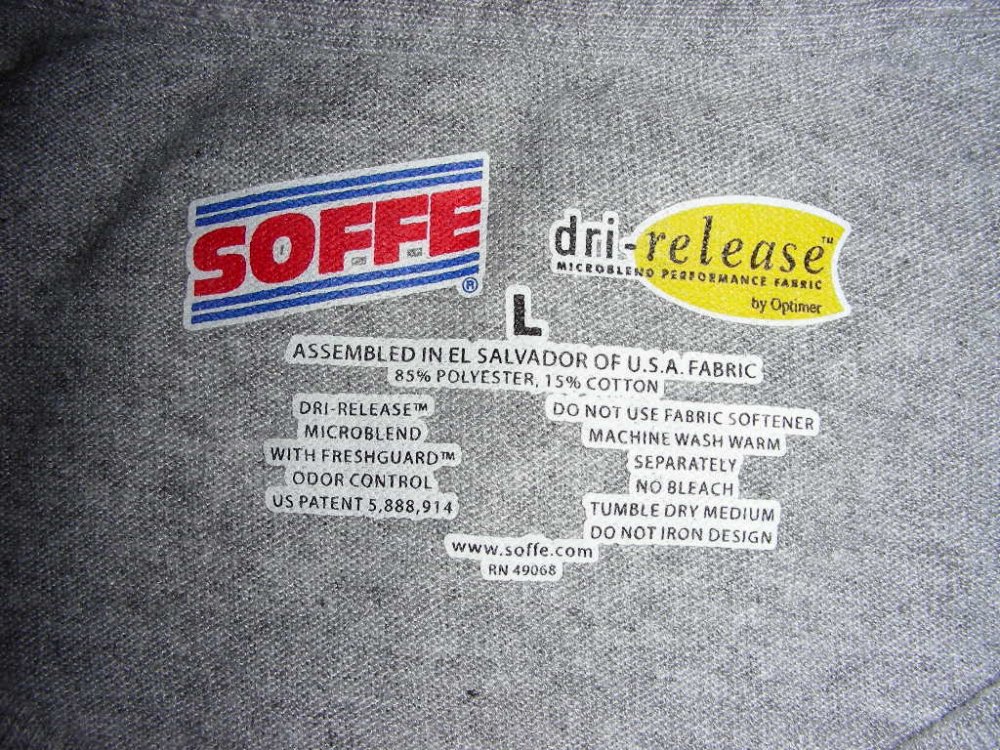 SOFFE®
dri-release™
MICROBLEND PERFORMANCE FABRIC
by Optimer
L
ASSEMBLED IN EL SALVADOR OF U.S.A. FABRIC
85% POLYESTER, 15% COTTON
DRI-RELEASE™
MICROBLEND
WITH FRESHGUARD™
ODOR CONTROL
US PATENT 5,888,914
DO NOT USE FABRIC SOFTENER
MACHINE WASH WARM
SEPARATELY
NO BLEACH
TUMBLE DRY MEDIUM
DO NOT IRON DESIGN
www.soffe.com
RN 49068